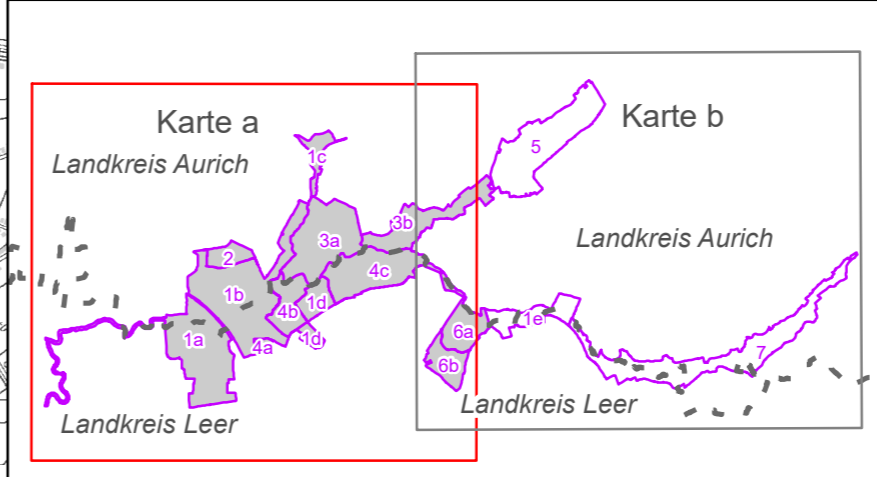 Karte a
Karte b
Landkreis Aurich
1c
5
3b
3a
Landkreis Aurich
2
4c
1b
4b
1d
1a
4a
1d
6a
1e
6b
7
Landkreis Leer
Landkreis Leer